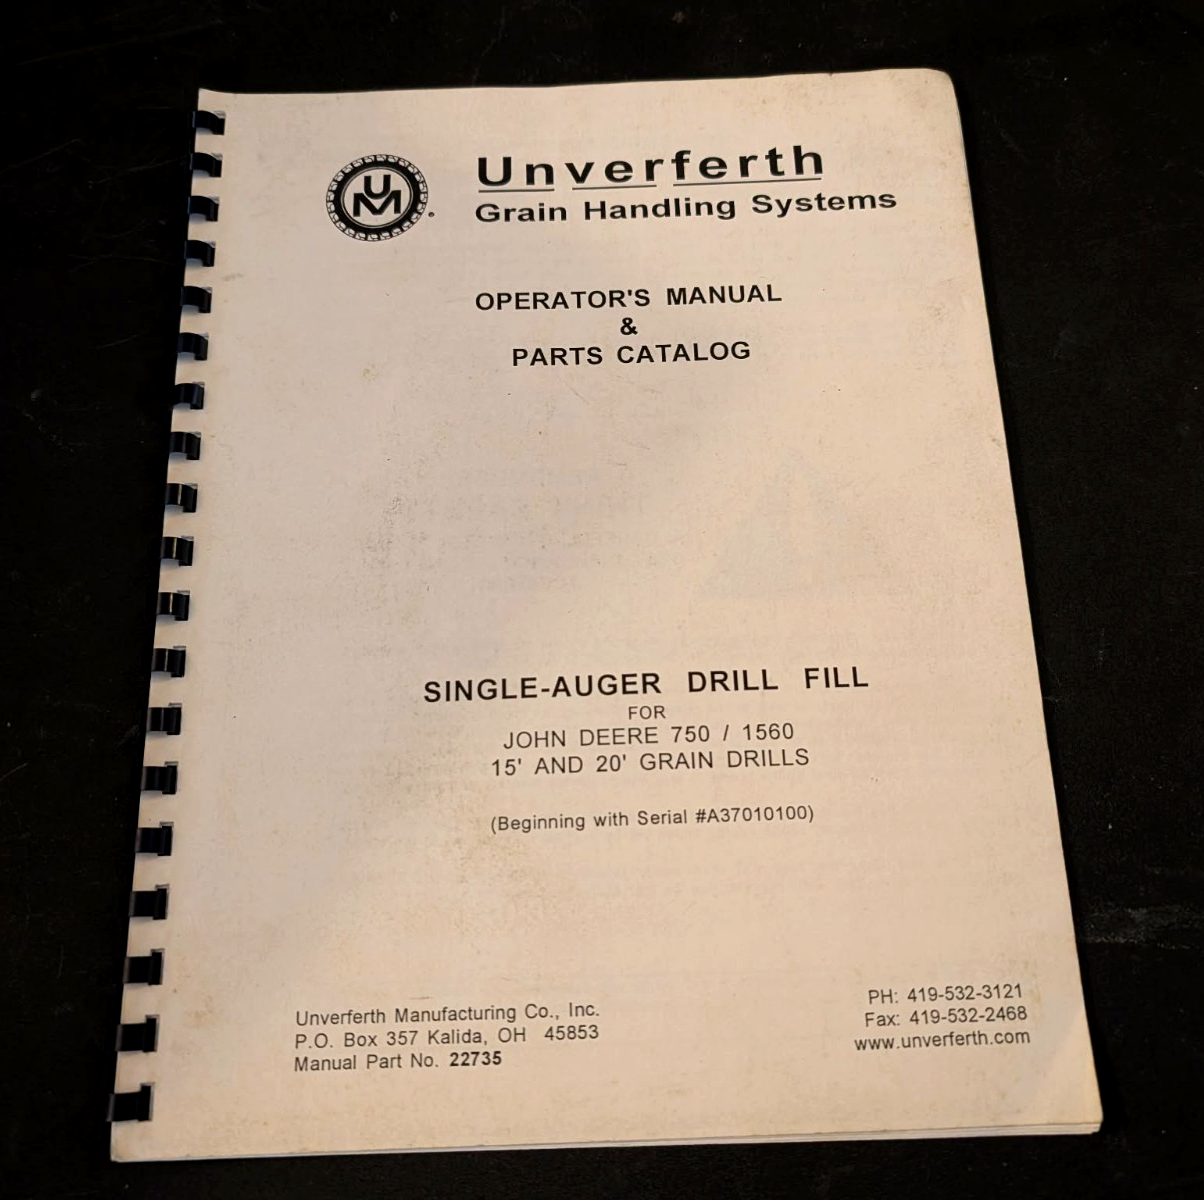 UM
Unverferth
Grain Handling Systems
OPERATOR'S MANUAL
&
PARTS CATALOG
SINGLE-AUGER DRILL FILL
FOR
JOHN DEERE 750 / 1560
15' AND 20' GRAIN DRILLS
(Beginning with Serial #A37010100)
Unverferth Manufacturing Co., Inc.
P.O. Box 357 Kalida, OH 45853
Manual Part No. 22735
PH: 419-532-3121
Fax: 419-532-2468
www.unverferth.com